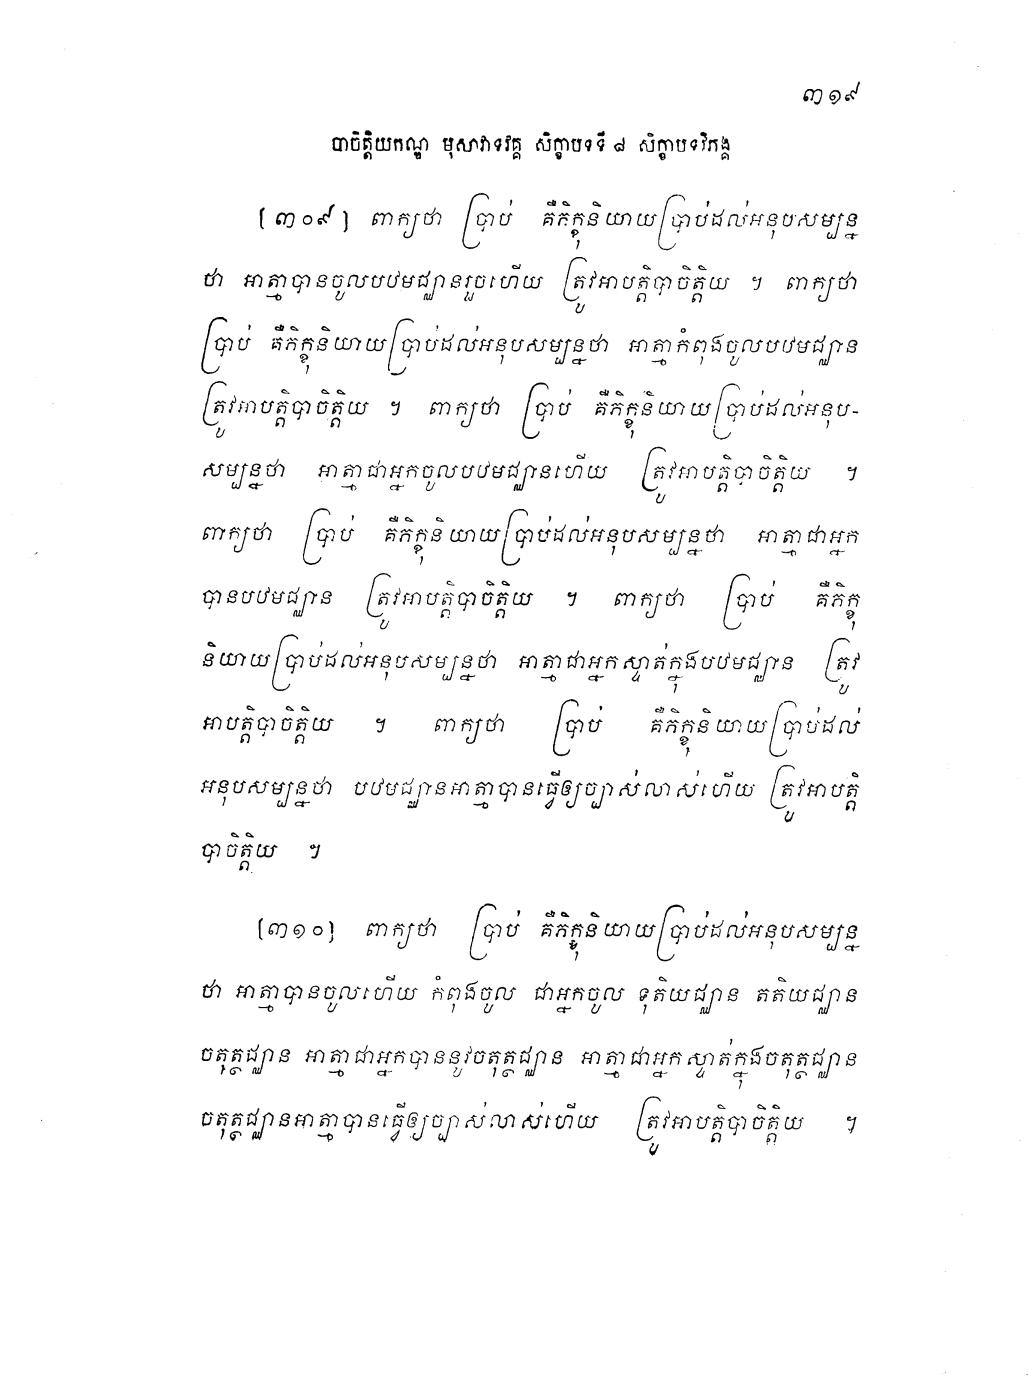 ៣១៩
បាចិត្តិយកណ្ឌ មុសាវាទវគ្គ សិក្ខាបទទី ៨ សិក្ខាបទវិភង្គ
[៣០៩] ពាក្យថា ប្រាប់ គឺភិក្ខុនិយាយប្រាប់ដល់អនុបសម្បន្ន
ថា អាត្មាបានចូលបឋមជ្ឈានរួចហើយ ត្រូវអាបត្តិបាចិត្តិយ ។ ពាក្យថា
ប្រាប់ គឺភិក្ខុនិយាយប្រាប់ដល់អនុបសម្បន្នថា អាត្មាកំពុងចូលបឋមជ្ឈាន
ត្រូវអាបត្តិបាចិត្តិយ ។ ពាក្យថា ប្រាប់ គឺភិក្ខុនិយាយប្រាប់ដល់អនុប-
សម្បន្នថា អាត្មាជាអ្នកចូលបឋមជ្ឈានហើយ ត្រូវអាបត្តិបាចិត្តិយ ។
ពាក្យថា ប្រាប់ គឺភិក្ខុនិយាយប្រាប់ដល់អនុបសម្បន្នថា អាត្មាជាអ្នក
បានបឋមជ្ឈាន ត្រូវអាបត្តិបាចិត្តិយ ។ ពាក្យថា ប្រាប់ គឺភិក្ខុ
និយាយប្រាប់ដល់អនុបសម្បន្នថា អាត្មាជាអ្នកស្ទាត់ក្នុងបឋមជ្ឈាន ត្រូវ
អាបត្តិបាចិត្តិយ ។ ពាក្យថា ប្រាប់ គឺភិក្ខុនិយាយប្រាប់ដល់
អនុបសម្បន្នថា បឋមជ្ឈានអាត្មាបានធ្វើឲ្យច្បាស់លាស់ហើយ ត្រូវអាបត្តិ
បាចិត្តិយ ។
[៣១០] ពាក្យថា ប្រាប់ គឺភិក្ខុនិយាយប្រាប់ដល់អនុបសម្បន្ន
ថា អាត្មាបានចូលហើយ កំពុងចូល ជាអ្នកចូល ទុតិយជ្ឈាន តតិយជ្ឈាន
ចតុត្ថជ្ឈាន អាត្មាជាអ្នកបាននូវចតុត្ថជ្ឈាន អាត្មាជាអ្នកស្ទាត់ក្នុងចតុត្ថជ្ឈាន
ចតុត្ថជ្ឈានអាត្មាបានធ្វើឲ្យច្បាស់លាស់ហើយ ត្រូវអាបត្តិបាចិត្តិយ ។